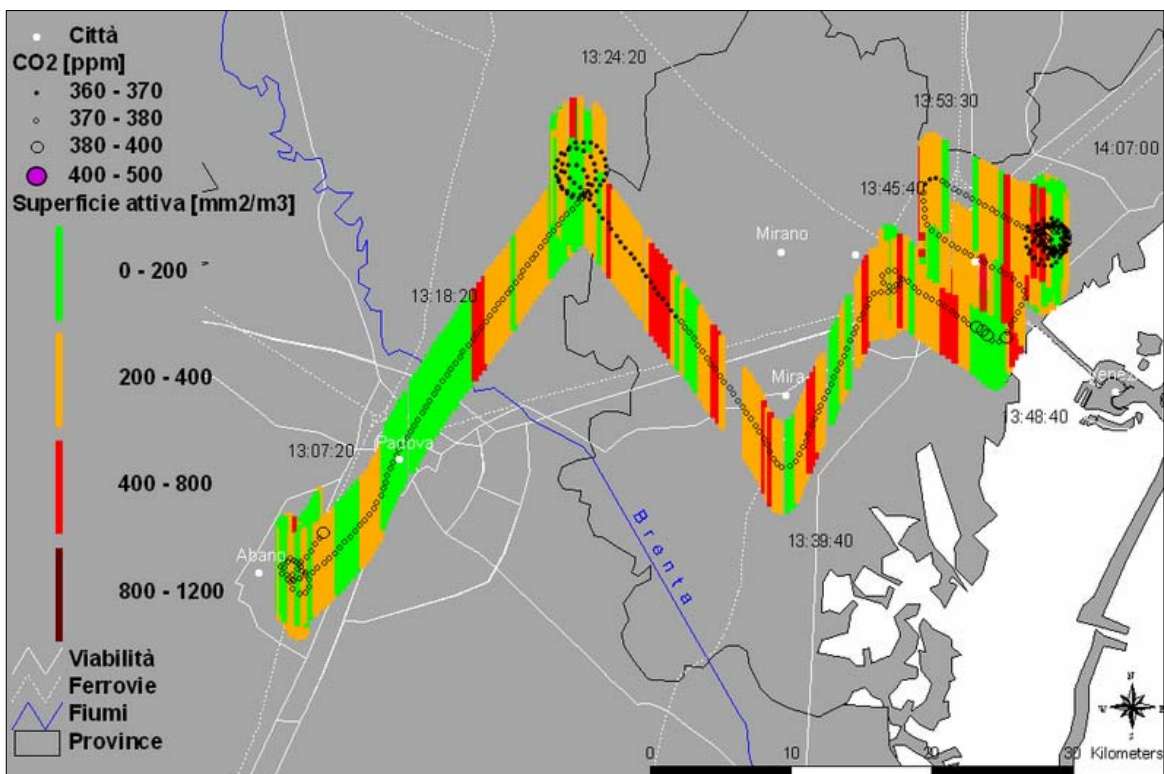 Città
CO2 [ppm]
360 - 370
370 - 380
380 - 400
400 - 500
Superficie attiva [mm2/m3]
0 - 200
200 - 400
400 - 800
800 - 1200
Viabilità
Ferrovie
Fiumi
Province
13:24:20
13:53:30
14:07:00
13:45:40
Mirano
13:18:20
Mira
Venez
13:48:40
13:07:20
Padova
Abano
13:39:40
Brenta
N
W
S
0 10 20 30 Kilometers